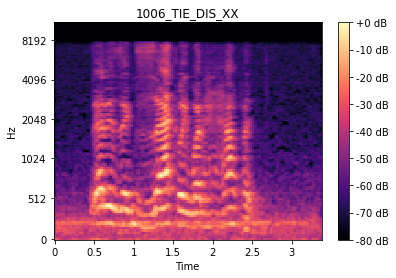 1006_TIE_DIS_XX
+0 dB
8192
-10 dB
-20 dB
4096
-30 dB
Hz
2048
-40 dB
1024
-50 dB
-60 dB
512
-70 dB
0
-80 dB
0 0.5 1 1.5 2 2.5 3
Time